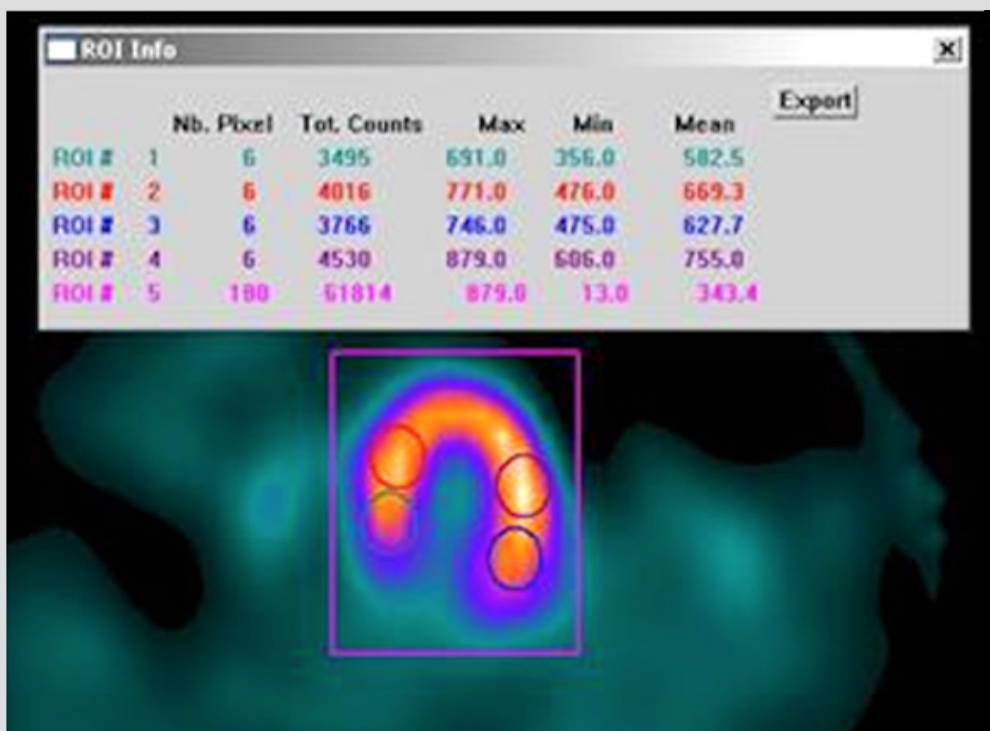 ROI Info
Export
Nb. Pixel Tot. Counts Max Min Mean
ROI # 1 6 3495 691.0 356.0 582.5
ROI # 2 6 4016 771.0 476.0 669.3
ROI # 3 6 3766 746.0 475.0 627.7
ROI # 4 6 4530 879.0 606.0 755.0
ROI # 5 180 61814 879.0 13.0 343.4